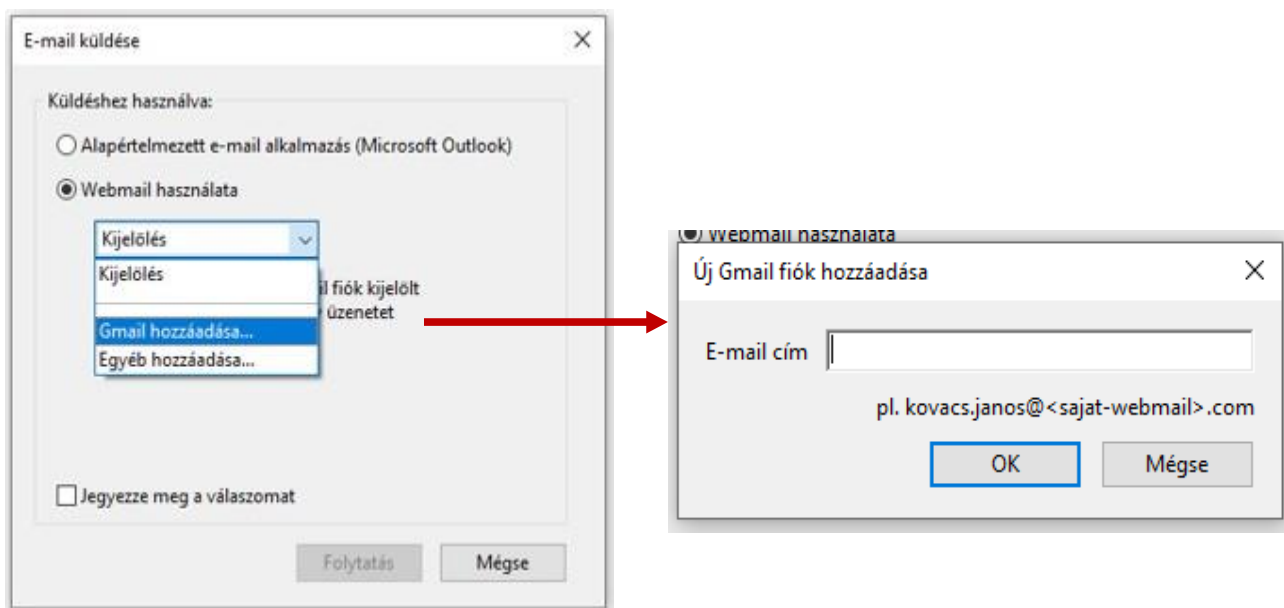 E-mail küldése
Küldéshez használva:
Alapértelmezett e-mail alkalmazás (Microsoft Outlook)
Webmail használata
Kijelölés
Kijelölés
fiók kijelölt
üzenetet
Gmail hozzáadása...
Egyéb hozzáadása...
Jegyezze meg a válaszomat
Folytatás
Mégse
Webmail használata
Új Gmail fiók hozzáadása
E-mail cím
pl. kovacs.janos@<sajat-webmail>.com
OK
Mégse